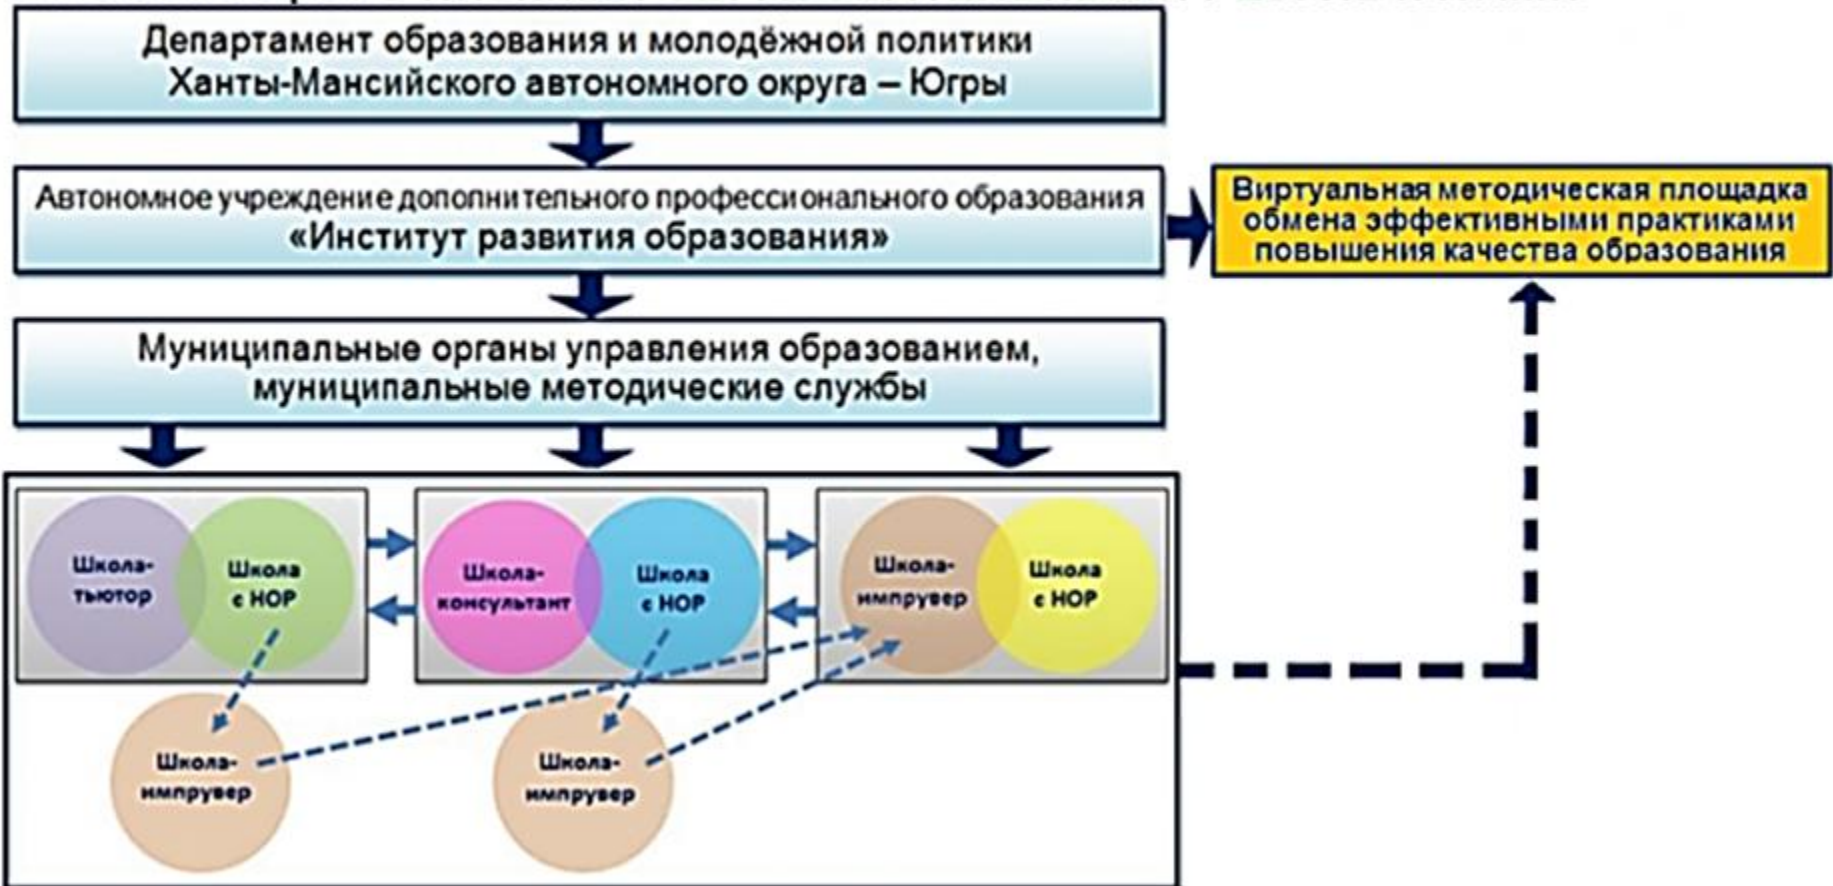 Департамент образования и молодёжной политики
Ханты-Мансийского автономного округа – Югры
Автономное учреждение дополнительного профессионального образования
«Институт развития образования»
Виртуальная методическая площадка
обмена эффективными практиками
повышения качества образования
Муниципальные органы управления образованием,
муниципальные методические службы
Школа-
тьютор
Школа
с НОР
Школа-
консультант
Школа
с НОР
Школа-
импрувер
Школа
с НОР
Школа-
импрувер
Школа-
импрувер